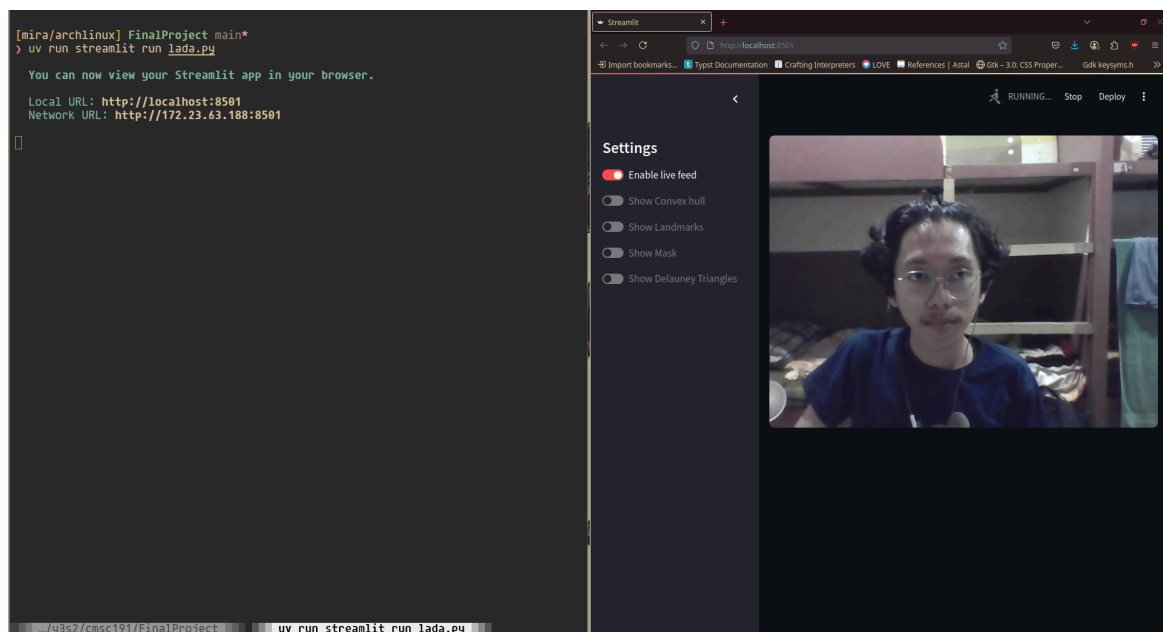 [mira/archlinux] FinalProject main*
❯ uv run streamlit run lada.py
You can now view your Streamlit app in your browser.
Local URL: http://localhost:8501
Network URL: http://172.23.63.188:8501
…/y3s2/cmsc191/FinalProject
uv run streamlit run lada.py
Streamlit
http://localhost:8501
Import bookmarks...
Typst Documentation
Crafting Interpreters
LOVE
References | Astal
Gtk – 3.0: CSS Proper...
Gdk keysyms.h
RUNNING...
Stop
Deploy
Settings
Enable live feed
Show Convex hull
Show Landmarks
Show Mask
Show Delauney Triangles